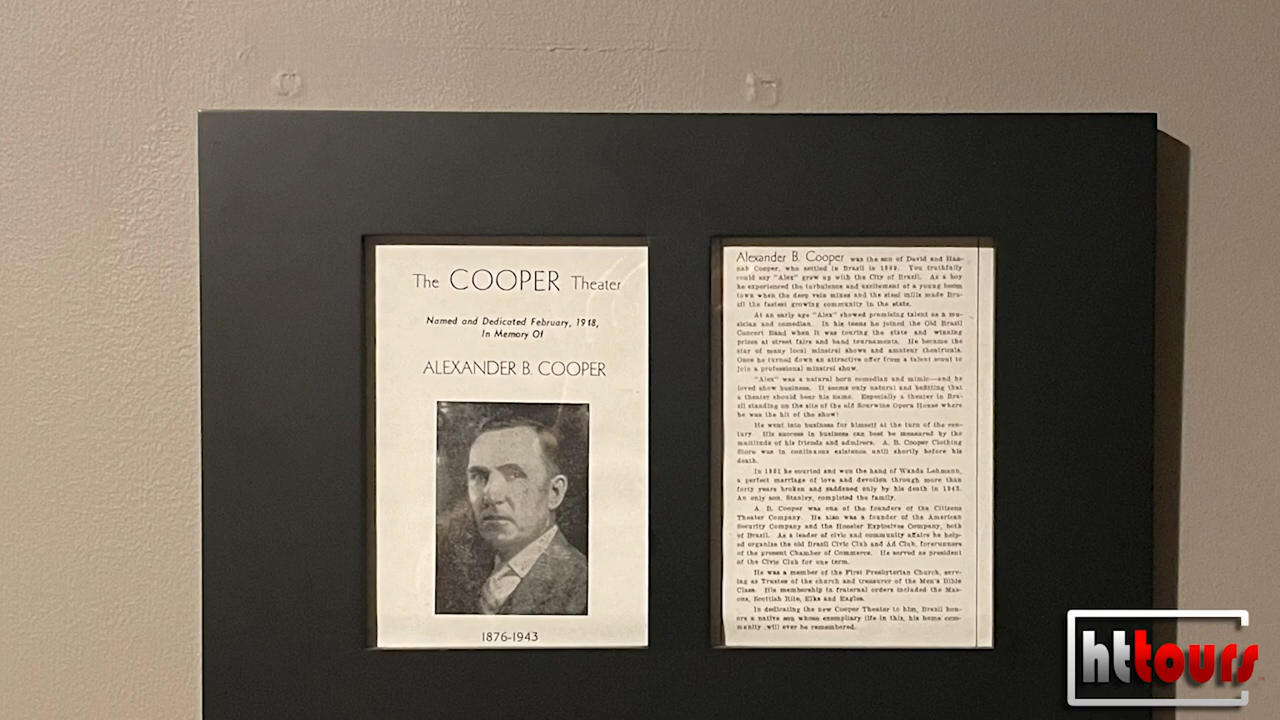 The COOPER Theater
Named and Dedicated February, 1948,
In Memory Of
ALEXANDER B. COOPER
1876-1943
Alexander B. Cooper was the son of David and Han-
nah Cooper, who settled in Brazil in 1869. You truthfully
could say "Alex" grew up with the City of Brazil. As a boy
he experienced the turbulence and excitement of a young boom
town when the deep vein mines and the steel mills made Bra-
zil the fastest growing community in the state.
At an early age "Alex" showed promising talent as a mu-
sician and comedian. In his teens he joined the Old Brazil
Concert Band when it was touring the state and winning
prizes at street fairs and band tournaments. He became the
star of many local minstrel shows and amateur theatricals.
Once he turned down an attractive offer from a talent scout to
join a professional minstrel show.
"Alex" was a natural born comedian and mimic—and he
loved show business. It seems only natural and befitting that
a theater should bear his name. Especially a theater in Bra-
zil standing on the site of the old Sourwine Opera House where
he was the hit of the show!
He went into business for himself at the turn of the cen-
tury. His success in business can best be measured by the
multitude of his friends and admirers. A. B. Cooper Clothing
Store was in continuous existence until shortly before his
death.
In 1901 he courted and won the hand of Wanda Lehmann,
a perfect marriage of love and devotion through more than
forty years broken and saddened only by his death in 1943.
An only son, Stanley, completed the family.
A. B. Cooper was one of the founders of the Citizens
Theater Company. He also was a founder of the American
Security Company and the Hoosier Explosives Company, both
of Brazil. As a leader of civic and community affairs he help-
ed organize the old Brazil Civic Club and Ad Club, forerunners
of the present Chamber of Commerce. He served as president
of the Civic Club for one term.
He was a member of the First Presbyterian Church, serv-
ing as Trustee of the church and treasurer of the Men's Bible
Class. His membership in fraternal orders included the Mas-
ons, Scottish Rite, Elks and Eagles.
In dedicating the new Cooper Theater to him, Brazil hon-
ors a native son whose exemplary life in this, his home com-
munity will ever be remembered.
httours